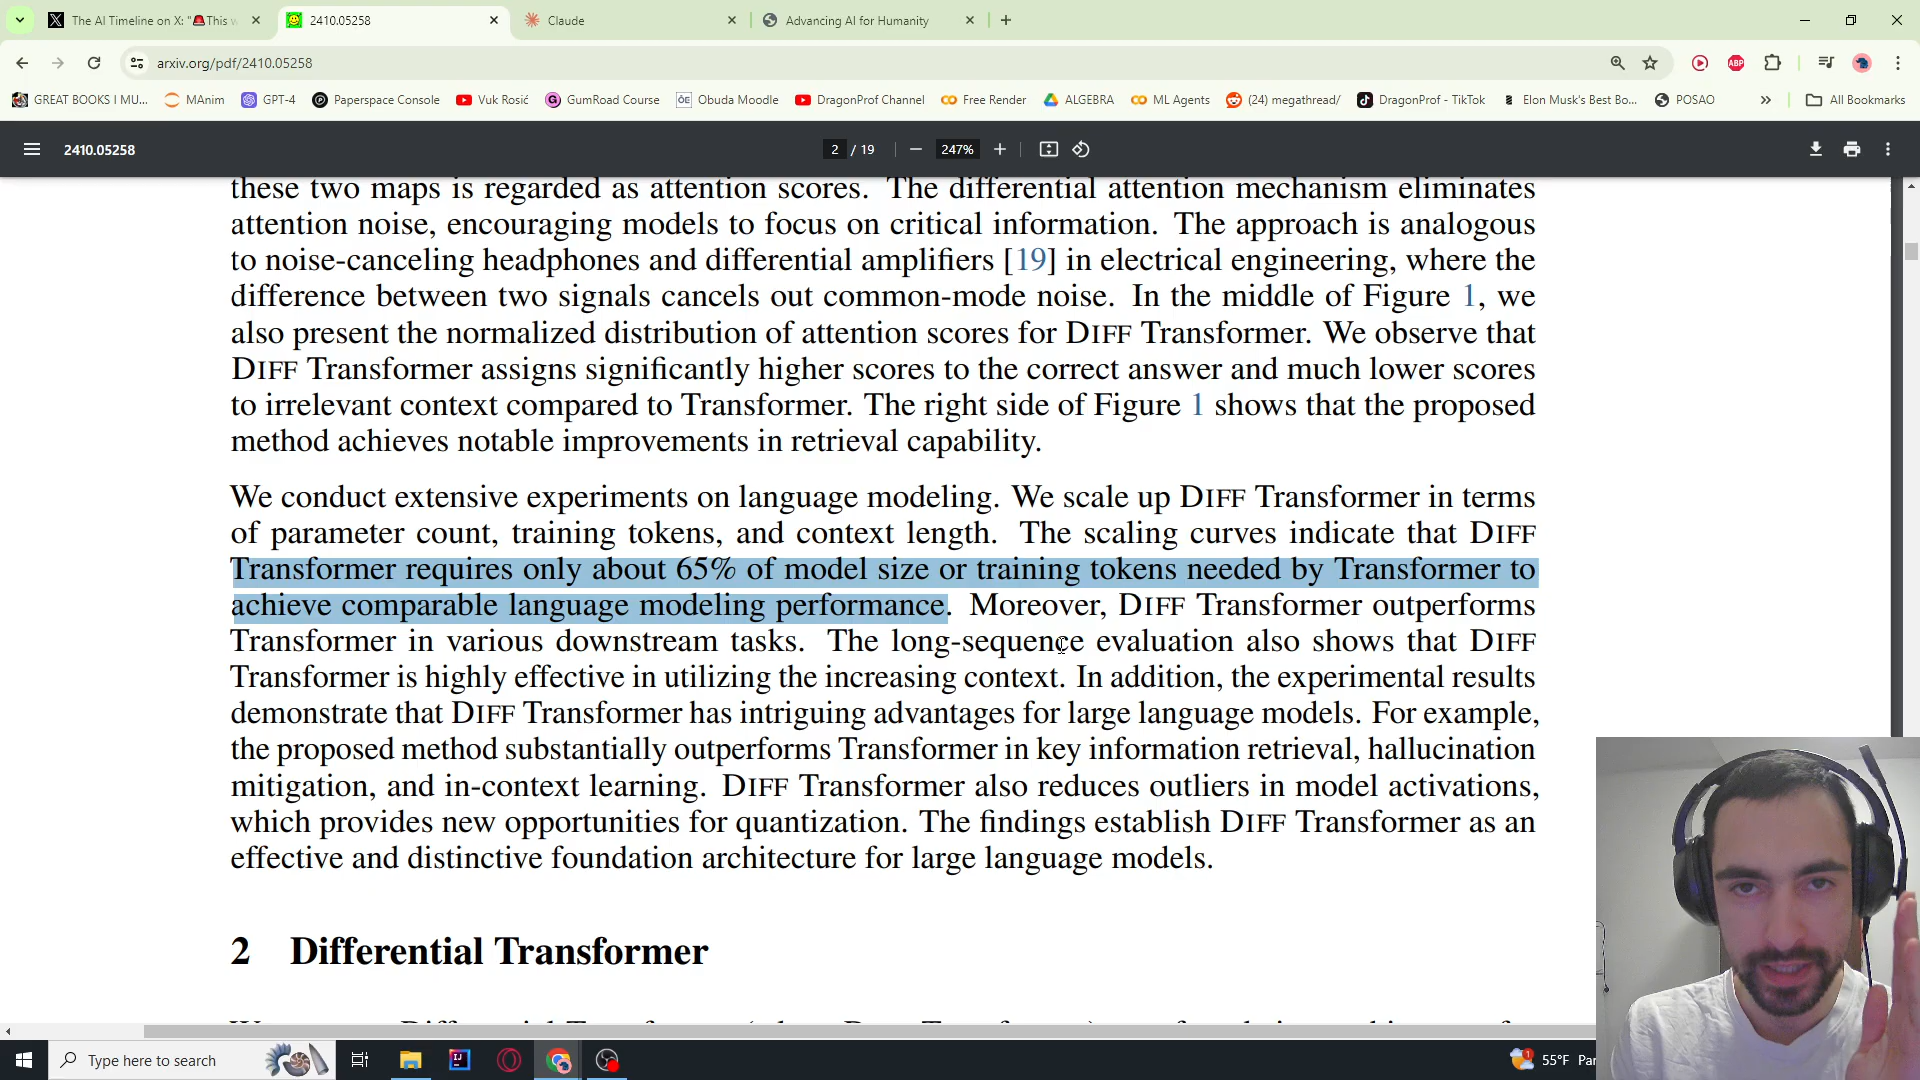 The AI Timeline on X: "🚨This w
2410.05258
Claude
Advancing AI for Humanity
arxiv.org/pdf/2410.05258
ABP
GREAT BOOKS I MU...
MAnim
GPT-4
Paperspace Console
Vuk Rosić
GumRoad Course
Obuda Moodle
DragonProf Channel
Free Render
ALGEBRA
ML Agents
(24) megathread/
DragonProf - TikTok
Elon Musk's Best Bo...
POSAO
»
All Bookmarks
2410.05258
2 / 19
247%
these two maps is regarded as attention scores. The differential attention mechanism eliminates
attention noise, encouraging models to focus on critical information. The approach is analogous
to noise-canceling headphones and differential amplifiers [19] in electrical engineering, where the
difference between two signals cancels out common-mode noise. In the middle of Figure 1, we
also present the normalized distribution of attention scores for DIFF Transformer. We observe that
DIFF Transformer assigns significantly higher scores to the correct answer and much lower scores
to irrelevant context compared to Transformer. The right side of Figure 1 shows that the proposed
method achieves notable improvements in retrieval capability.
We conduct extensive experiments on language modeling. We scale up DIFF Transformer in terms
of parameter count, training tokens, and context length. The scaling curves indicate that DIFF
Transformer requires only about 65% of model size or training tokens needed by Transformer to
achieve comparable language modeling performance. Moreover, DIFF Transformer outperforms
Transformer in various downstream tasks. The long-sequence evaluation also shows that DIFF
Transformer is highly effective in utilizing the increasing context. In addition, the experimental results
demonstrate that DIFF Transformer has intriguing advantages for large language models. For example,
the proposed method substantially outperforms Transformer in key information retrieval, hallucination
mitigation, and in-context learning. DIFF Transformer also reduces outliers in model activations,
which provides new opportunities for quantization. The findings establish DIFF Transformer as an
effective and distinctive foundation architecture for large language models.
2 Differential Transformer
Type here to search
55°F Par